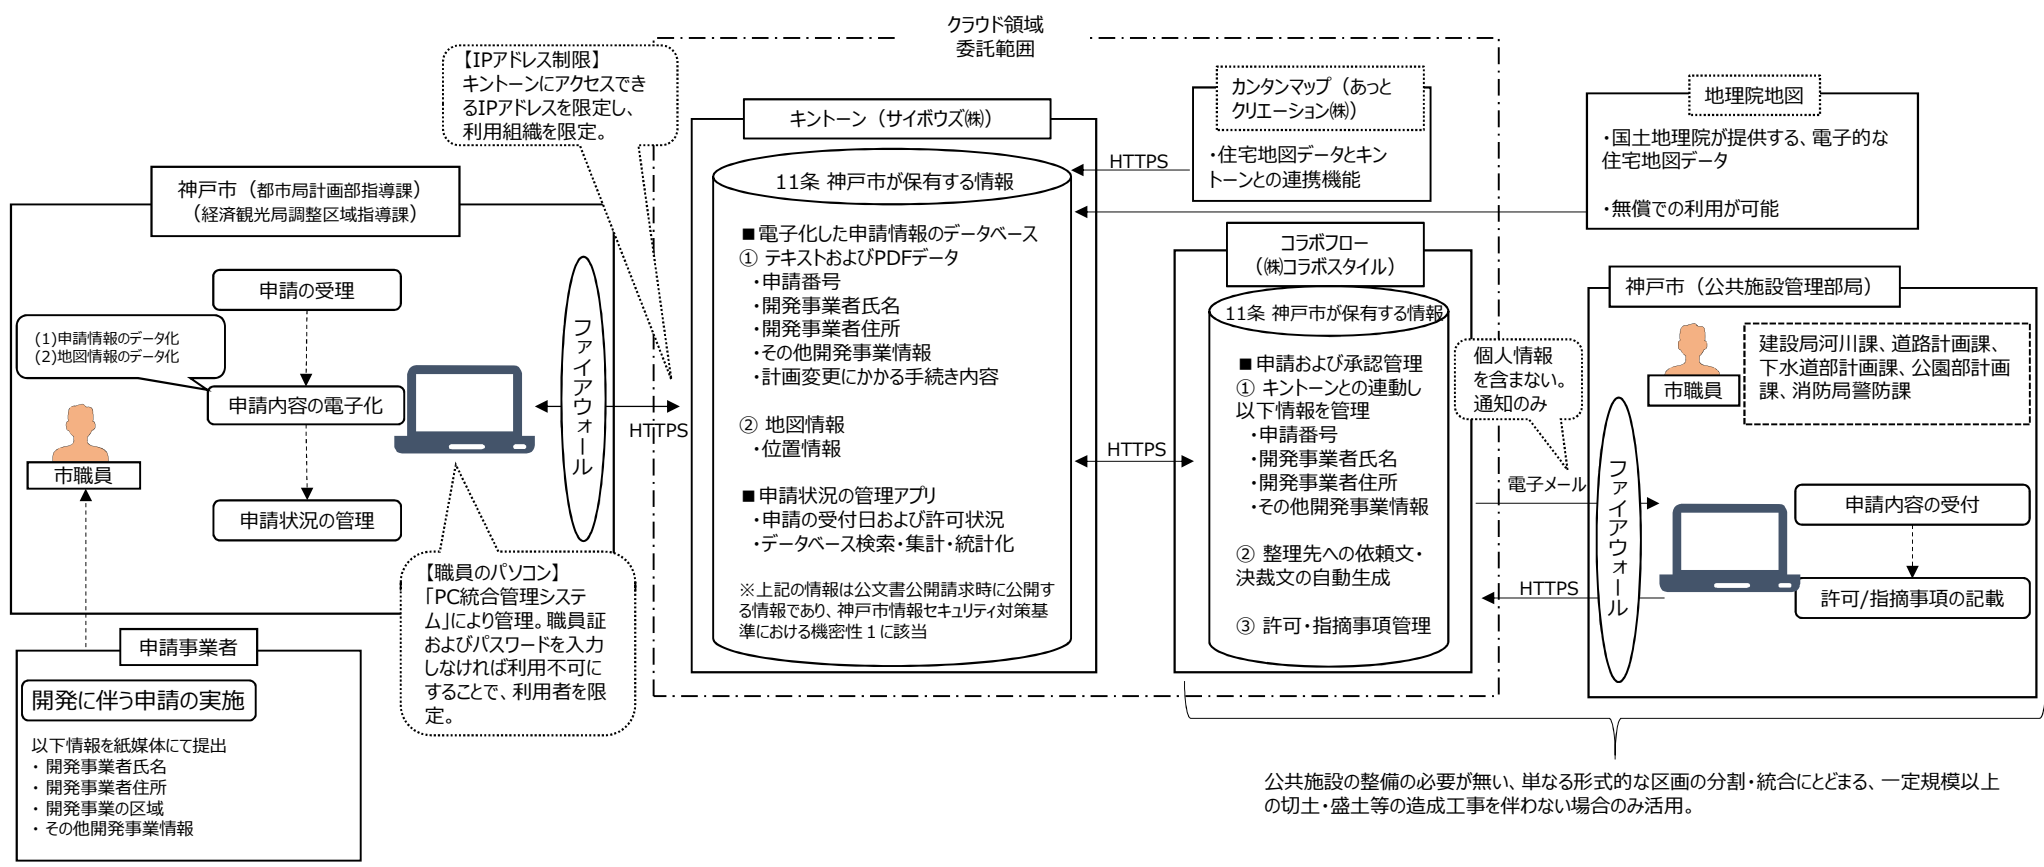 クラウド領域
委託範囲
【IPアドレス制限】
キントーンにアクセスでき
るIPアドレスを限定し、
利用組織を限定。
神戸市（都市局計画部指導課）
（経済観光局調整区域指導課）
申請の受理
(1)申請情報のデータ化
(2)地図情報のデータ化
申請内容の電子化
市職員
申請状況の管理
ファイアウォール
HTTPS
【職員のパソコン】
「PC統合管理システ
ム」により管理。職員証
およびパスワードを入力
しなければ利用不可に
することで、利用者を限
定。
申請事業者
開発に伴う申請の実施
以下情報を紙媒体にて提出
・ 開発事業者氏名
・ 開発事業者住所
・ 開発事業の区域
・ その他開発事業情報
キントーン（サイボウズ㈱）
11条 神戸市が保有する情報
■電子化した申請情報のデータベース
① テキストおよびPDFデータ
・申請番号
・開発事業者氏名
・開発事業者住所
・その他開発事業情報
・計画変更にかかる手続き内容
② 地図情報
・位置情報
■申請状況の管理アプリ
・申請の受付日および許可状況
・データベース検索・集計・統計化
※上記の情報は公文書公開請求時に公開す
る情報であり、神戸市情報セキュリティ対策基
準における機密性１に該当
HTTPS
カンタンマップ（あっと
クリエーション㈱）
・住宅地図データとキン
トーンとの連携機能
地理院地図
・国土地理院が提供する、電子的な
住宅地図データ
・無償での利用が可能
HTTPS
コラボフロー
（㈱コラボスタイル）
11条 神戸市が保有する情報
■申請および承認管理
① キントーンとの連動し
以下情報を管理
・申請番号
・開発事業者氏名
・開発事業者住所
・その他開発事業情報
② 整理先への依頼文・
決裁文の自動生成
③ 許可・指摘事項管理
個人情報
を含まない。
通知のみ
電子メール
HTTPS
ファイアウォール
神戸市（公共施設管理部局）
市職員
建設局河川課、道路計画課、
下水道部計画課、公園部計画
課、消防局警防課
申請内容の受付
許可/指摘事項の記載
公共施設の整備の必要が無い、単なる形式的な区画の分割・統合にとどまる、一定規模以上
の切土・盛土等の造成工事を伴わない場合のみ活用。